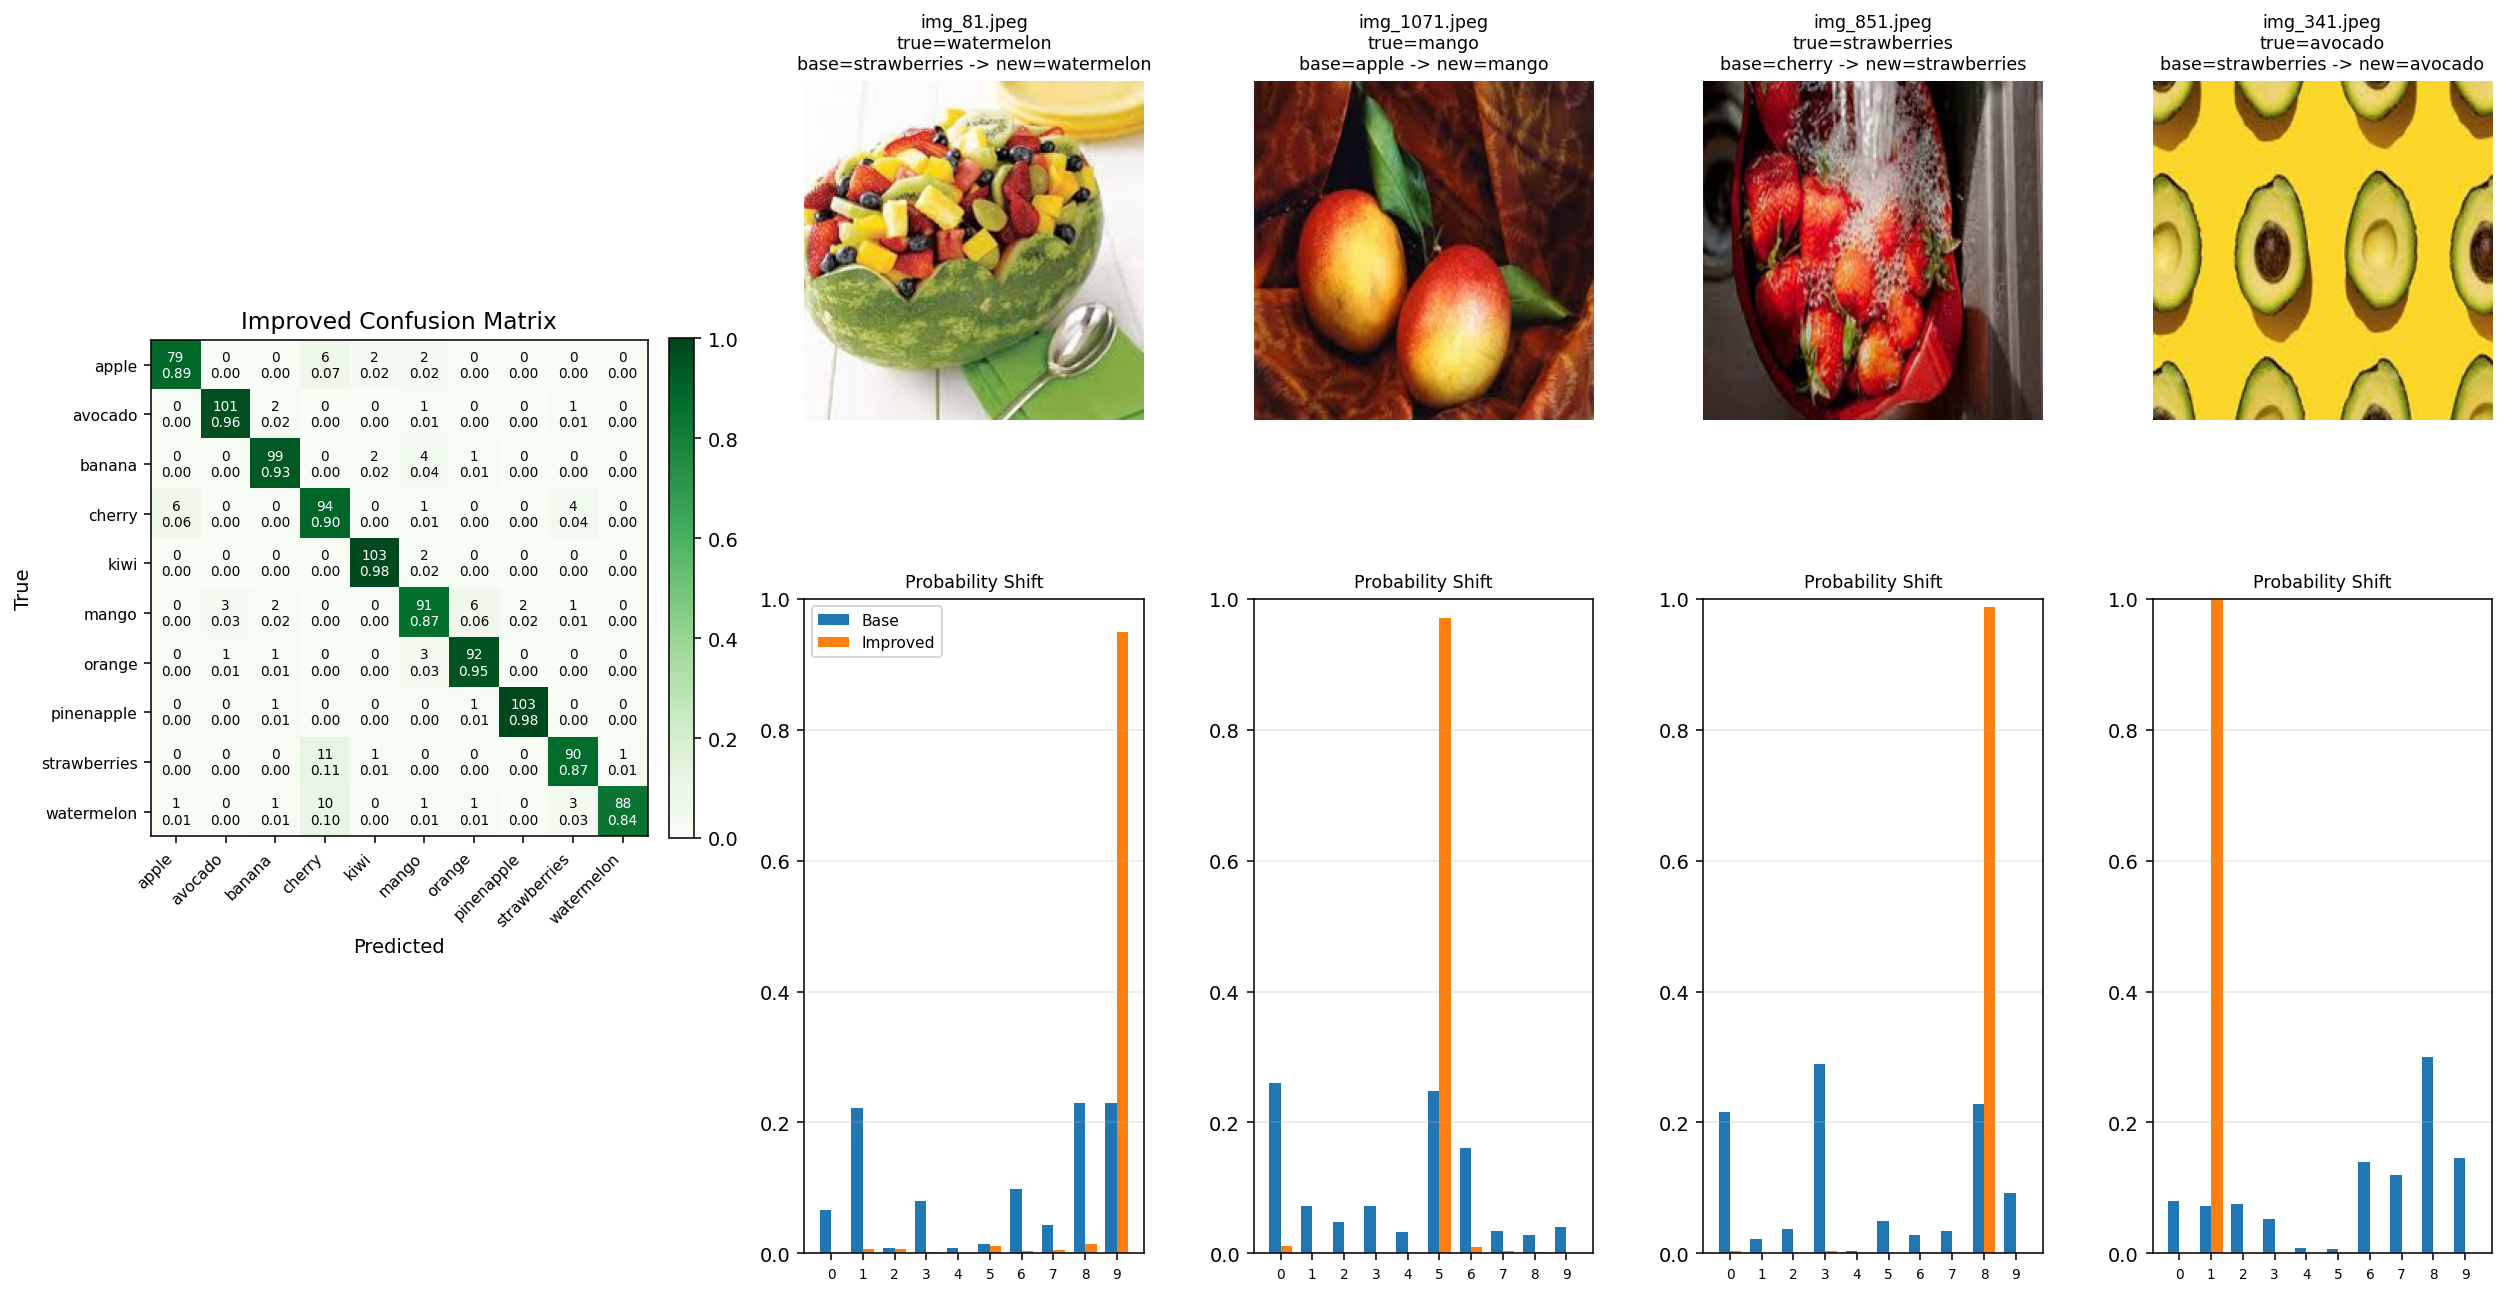 img_81.jpeg
true=watermelon
base=strawberries -> new=watermelon
img_1071.jpeg
true=mango
base=apple -> new=mango
img_851.jpeg
true=strawberries
base=cherry -> new=strawberries
img_341.jpeg
true=avocado
base=strawberries -> new=avocado
Improved Confusion Matrix
True
apple
79 0 0 6 2 2 0 0 0 0
0.89 0.00 0.00 0.07 0.02 0.02 0.00 0.00 0.00 0.00
avocado
0 101 2 0 0 1 0 0 1 0
0.00 0.96 0.02 0.00 0.00 0.01 0.00 0.00 0.01 0.00
banana
0 0 99 0 2 4 1 0 0 0
0.00 0.00 0.93 0.00 0.02 0.04 0.01 0.00 0.00 0.00
cherry
6 0 0 94 0 1 0 0 4 0
0.06 0.00 0.00 0.90 0.00 0.01 0.00 0.00 0.04 0.00
kiwi
0 0 0 0 103 2 0 0 0 0
0.00 0.00 0.00 0.00 0.98 0.02 0.00 0.00 0.00 0.00
mango
0 3 2 0 0 91 6 2 1 0
0.00 0.03 0.02 0.00 0.00 0.87 0.06 0.02 0.01 0.00
orange
0 1 1 0 0 3 92 0 0 0
0.00 0.01 0.01 0.00 0.00 0.03 0.95 0.00 0.00 0.00
pinenapple
0 0 1 0 0 0 1 103 0 0
0.00 0.00 0.01 0.00 0.00 0.00 0.01 0.98 0.00 0.00
strawberries
0 0 0 11 1 0 0 0 90 1
0.00 0.00 0.00 0.11 0.01 0.00 0.00 0.00 0.87 0.01
watermelon
1 0 1 10 0 1 1 0 3 88
0.01 0.00 0.01 0.10 0.00 0.01 0.01 0.00 0.03 0.84
apple avocado banana cherry kiwi mango orange pinenapple strawberries watermelon
Predicted
1.0
0.8
0.6
0.4
0.2
0.0
Probability Shift
Base
Improved
1.0
0.8
0.6
0.4
0.2
0.0
0 1 2 3 4 5 6 7 8 9
Probability Shift
1.0
0.8
0.6
0.4
0.2
0.0
0 1 2 3 4 5 6 7 8 9
Probability Shift
1.0
0.8
0.6
0.4
0.2
0.0
0 1 2 3 4 5 6 7 8 9
Probability Shift
1.0
0.8
0.6
0.4
0.2
0.0
0 1 2 3 4 5 6 7 8 9